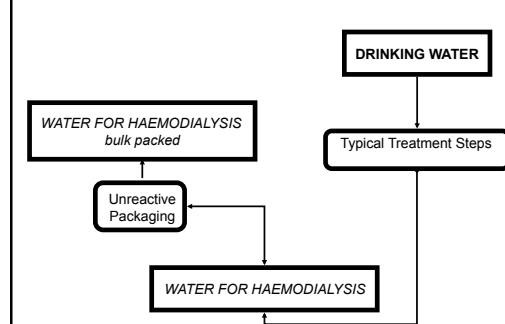 DRINKING WATER
WATER FOR HAEMODIALYSIS
bulk packed
Typical Treatment Steps
Unreactive
Packaging
WATER FOR HAEMODIALYSIS